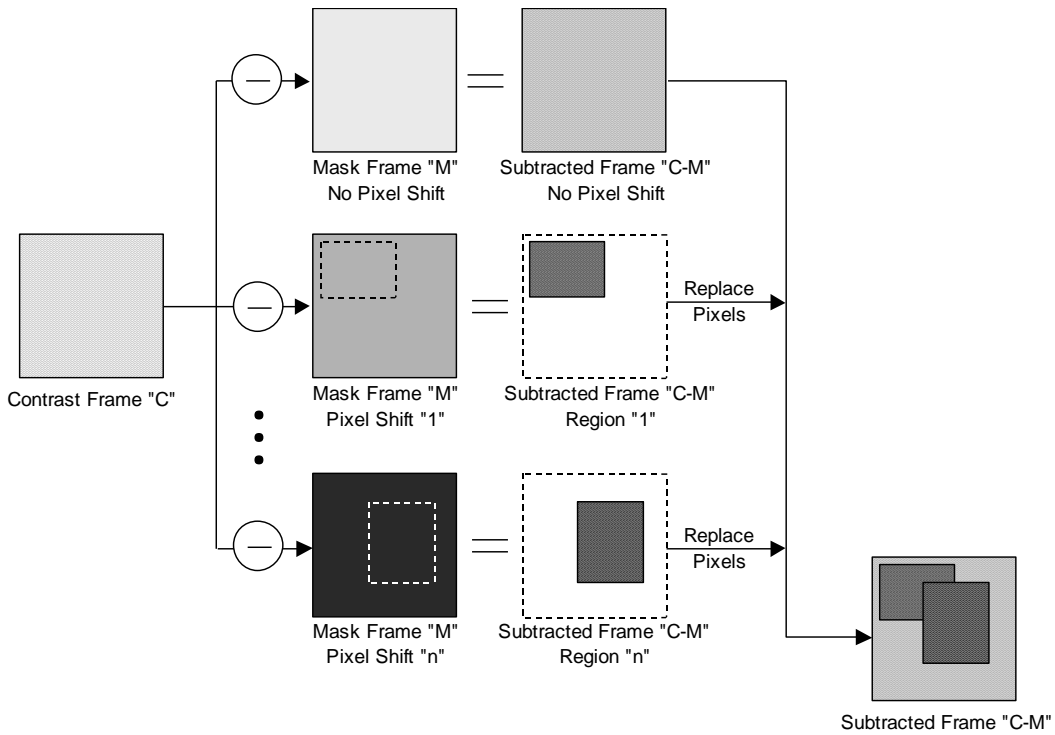 Mask Frame "M"
No Pixel Shift
Subtracted Frame "C-M"
No Pixel Shift
Contrast Frame "C"
Mask Frame "M"
Pixel Shift "1"
Subtracted Frame "C-M"
Region "1"
Replace
Pixels
Mask Frame "M"
Pixel Shift "n"
Subtracted Frame "C-M"
Region "n"
Replace
Pixels
Subtracted Frame "C-M"